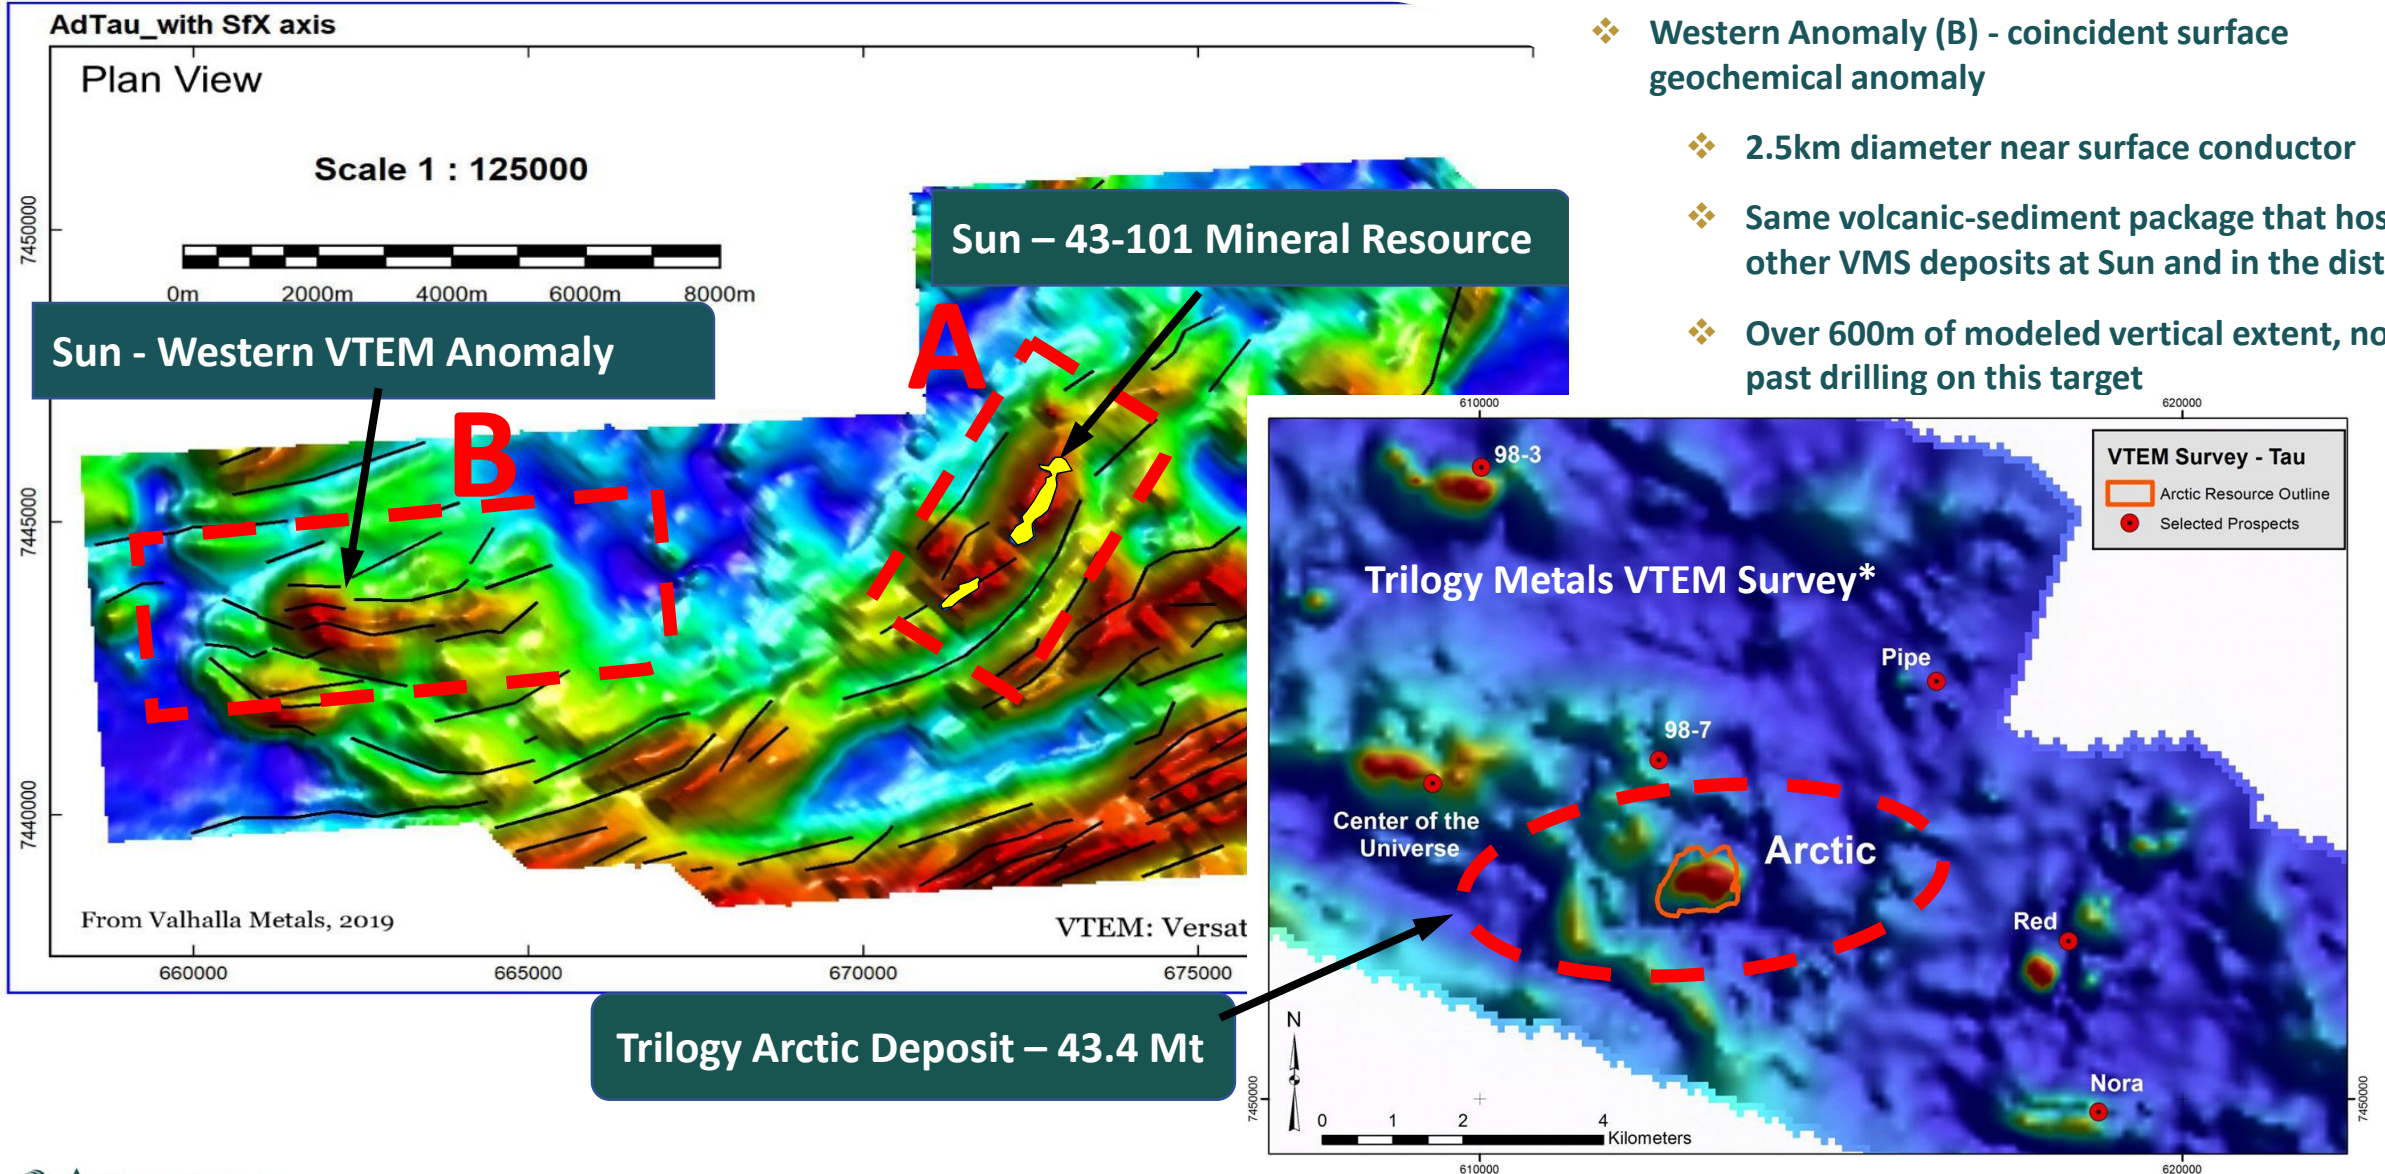 AdTau_with SfX axis
Plan View
Scale 1 : 125000
0m 2000m 4000m 6000m 8000m
7450000
7445000
7440000
Sun - Western VTEM Anomaly
Sun – 43-101 Mineral Resource
A
B
From Valhalla Metals, 2019
VTEM: Versat
660000 665000 670000 675000
Trilogy Arctic Deposit – 43.4 Mt
Western Anomaly (B) - coincident surface
geochemical anomaly
2.5km diameter near surface conductor
Same volcanic-sediment package that hos
other VMS deposits at Sun and in the dist
Over 600m of modeled vertical extent, no
past drilling on this target
610000 620000
VTEM Survey - Tau
Arctic Resource Outline
Selected Prospects
98-3
Trilogy Metals VTEM Survey*
Pipe
98-7
Center of the
Universe
Arctic
Red
Nora
N
0 1 2 4
Kilometers
7450000
7450000
610000 620000